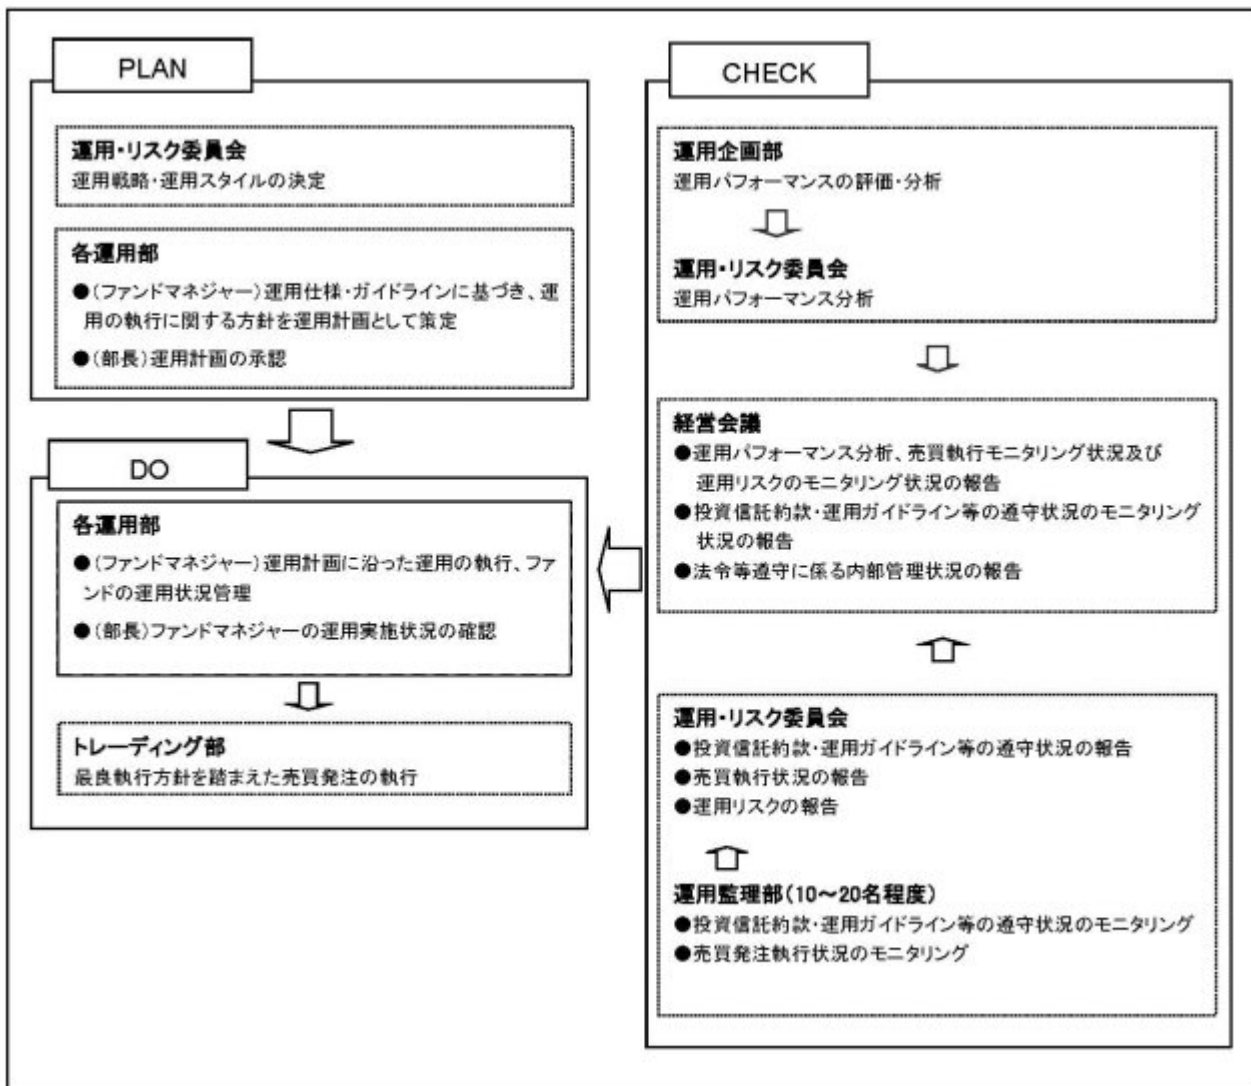 PLAN
運用・リスク委員会
運用戦略・運用スタイルの決定
各運用部
●(ファンドマネジャー)運用仕様・ガイドラインに基づき、運
用の執行に関する方針を運用計画として策定
●(部長)運用計画の承認
DO
各運用部
●(ファンドマネジャー)運用計画に沿った運用の執行、ファ
ンドの運用状況管理
●(部長)ファンドマネジャーの運用実施状況の確認
トレーディング部
最良執行方針を踏まえた売買発注の執行
CHECK
運用企画部
運用パフォーマンスの評価・分析
運用・リスク委員会
運用パフォーマンス分析
経営会議
●運用パフォーマンス分析、売買執行モニタリング状況及び
運用リスクのモニタリング状況の報告
●投資信託約款・運用ガイドライン等の遵守状況のモニタリング
状況の報告
●法令等遵守に係る内部管理状況の報告
運用・リスク委員会
●投資信託約款・運用ガイドライン等の遵守状況の報告
●売買執行状況の報告
●運用リスクの報告
運用監理部(10～20名程度)
●投資信託約款・運用ガイドライン等の遵守状況のモニタリング
●売買発注執行状況のモニタリング